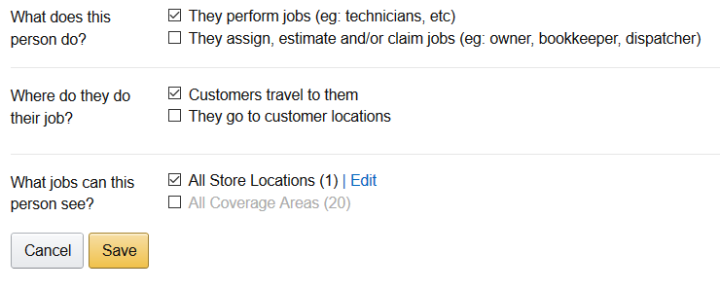 What does this person do?
They perform jobs (eg: technicians, etc)
They assign, estimate and/or claim jobs (eg: owner, bookkeeper, dispatcher)
Where do they do their job?
Customers travel to them
They go to customer locations
What jobs can this person see?
All Store Locations (1) | Edit
All Coverage Areas (20)
Cancel Save